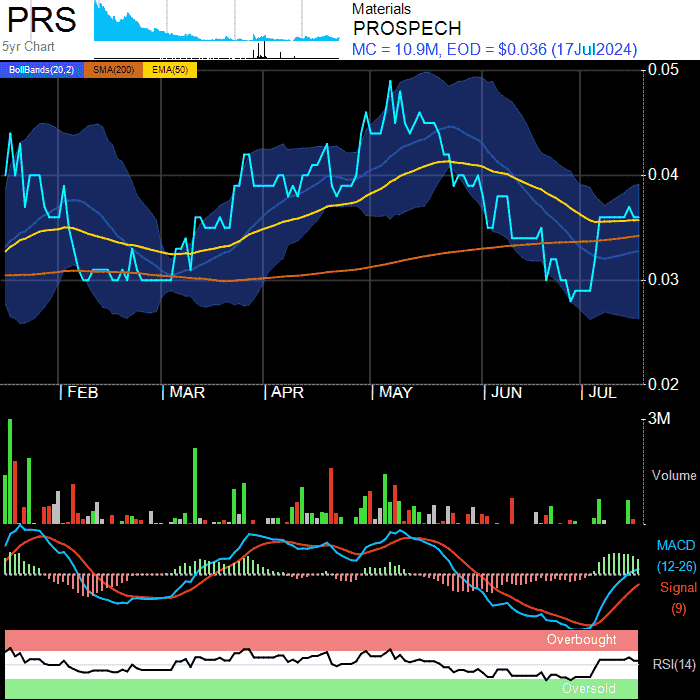 PRS
5yr Chart
Materials
PROSPECH
MC = 10.9M, EOD = $0.036 (17Jul2024)
BollBands(20,2) SMA(200) EMA(50)
0.05
0.04
0.03
0.02
FEB MAR APR MAY JUN JUL
3M
Volume
MACD
(12-26)
Signal
(9)
Overbought
RSI(14)
Oversold